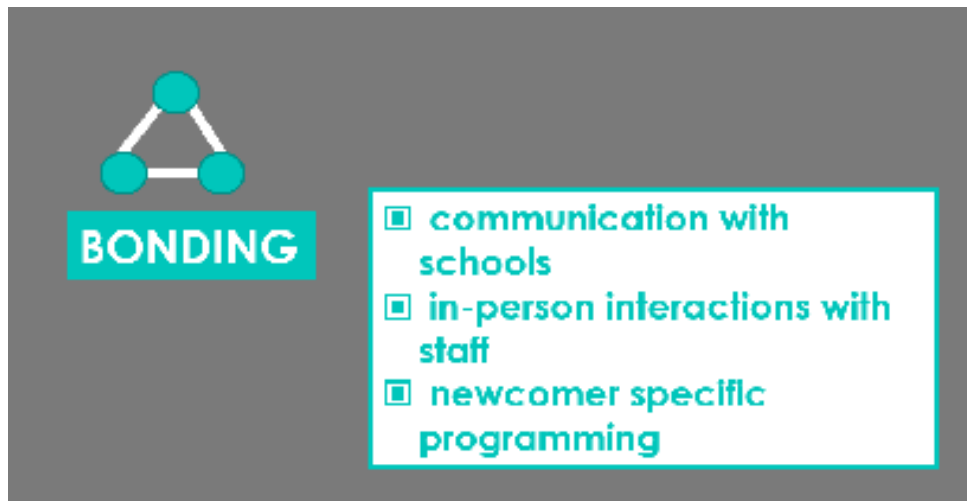 BONDING
communication with
schools
in-person interactions with
staff
newcomer specific
programming